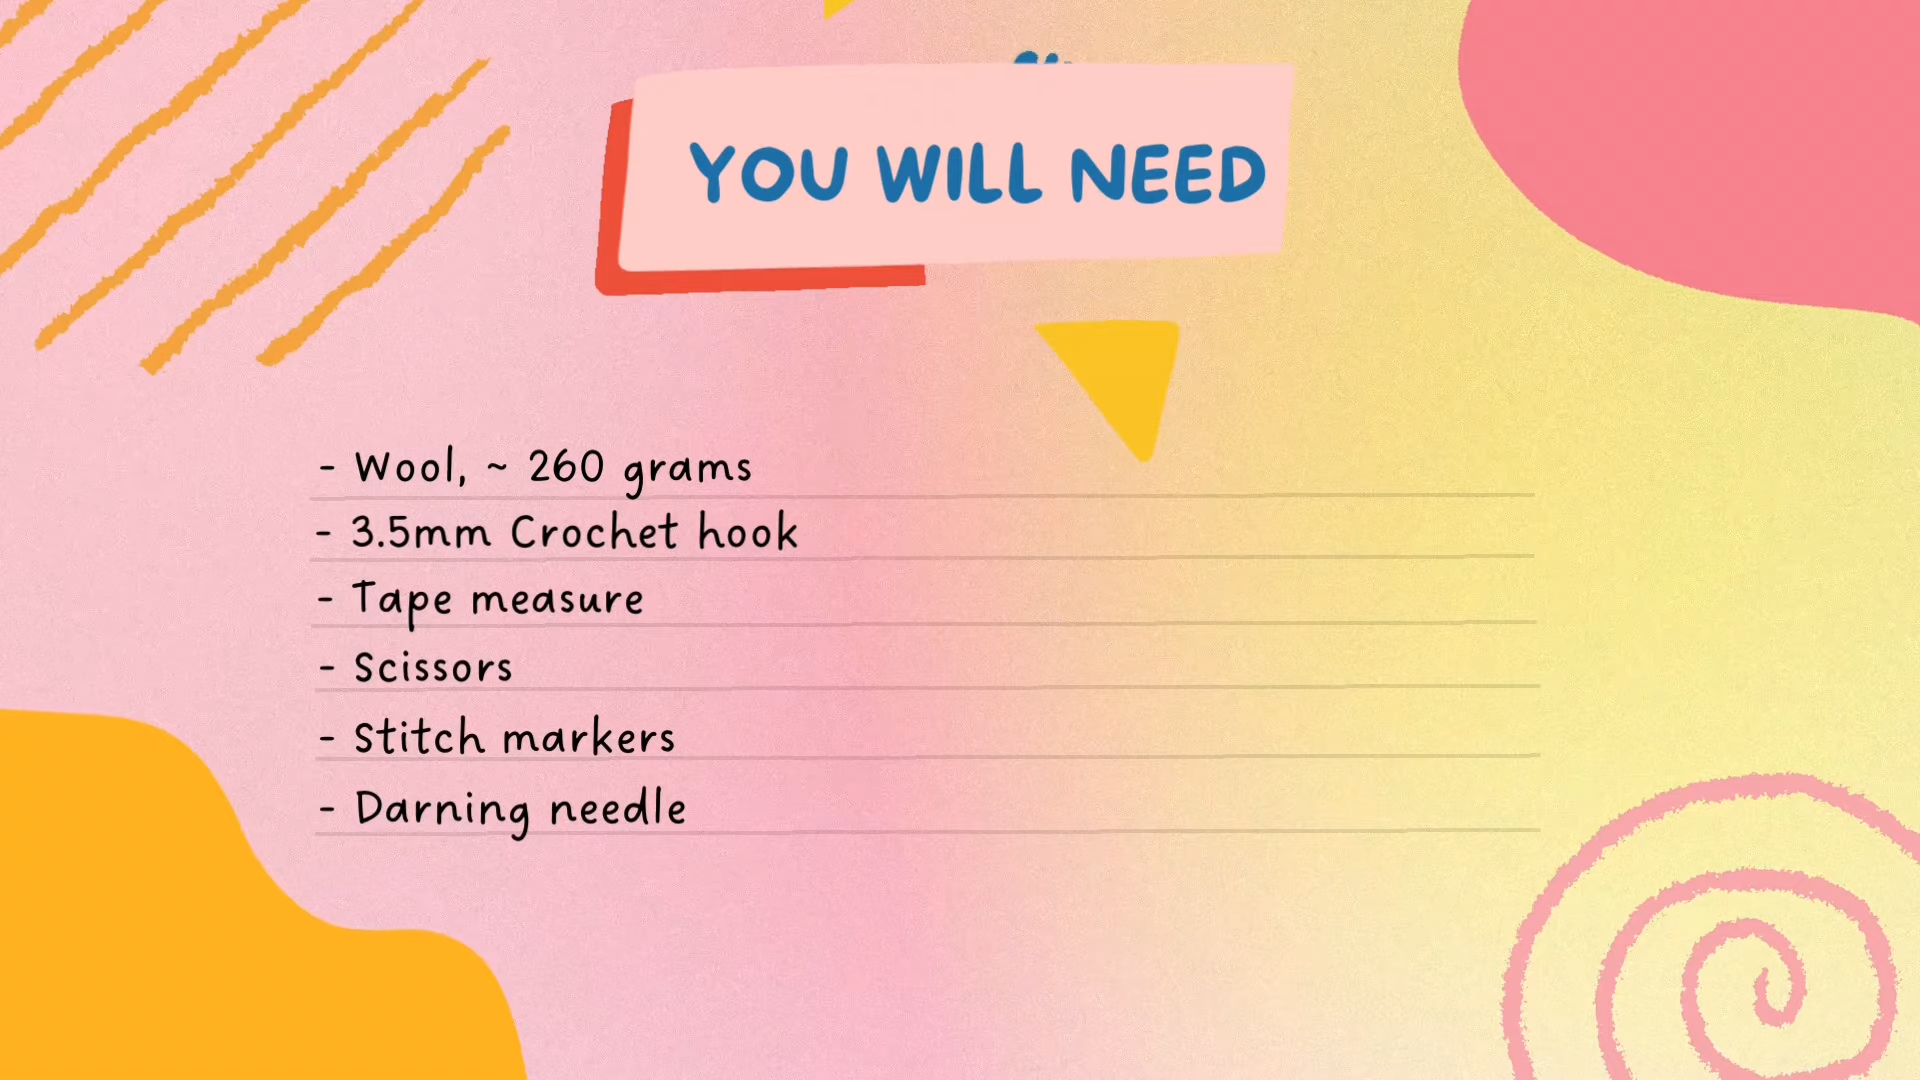 YOU WILL NEED
- Wool, ~ 260 grams
- 3.5mm Crochet hook
- Tape measure
- Scissors
- Stitch markers
- Darning needle